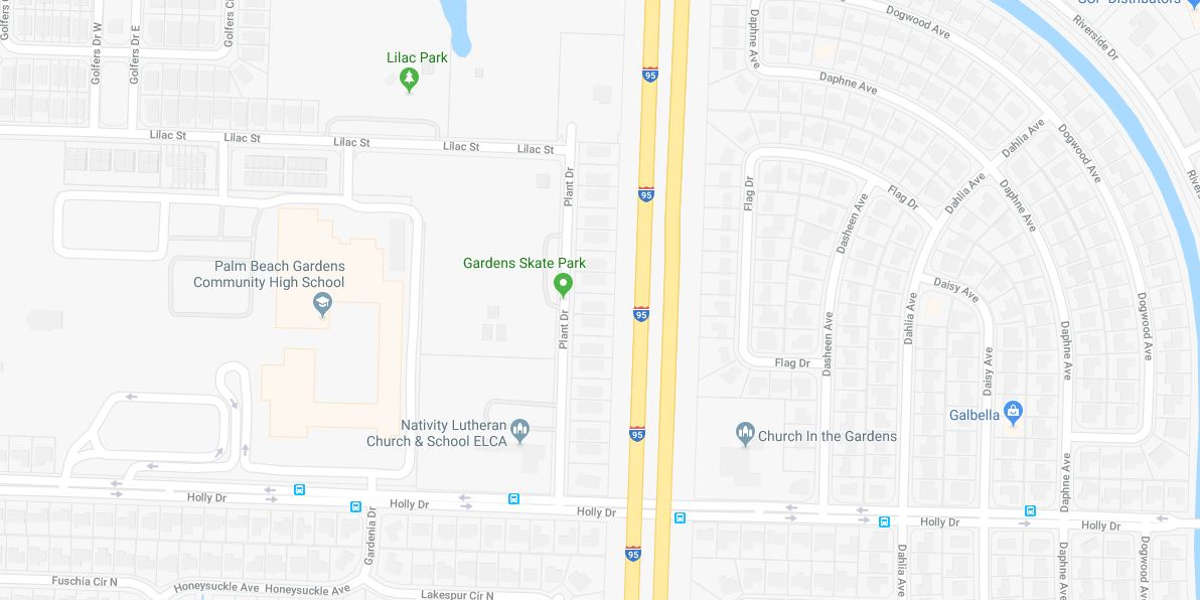 Golfers Dr W
Golfers Dr E
Daphne Ave
Dogwood Ave
Riverside Dr
Lilac Park
95
Daphne Ave
Lilac St
Lilac St
Lilac St
Lilac St
Lilac St
Dahlia Ave
Dogwood Ave
Plant Dr
95
Flag Dr
Flag Dr
Dahlia Ave
Daphne Ave
Dasheen Ave
Palm Beach Gardens
Community High School
Gardens Skate Park
Daisy Ave
95
Plant Dr
Dahlia Ave
Dasheen Ave
Dogwood Ave
Daphne Ave
Flag Dr
Daisy Ave
Galbella
Nativity Lutheran
Church & School ELCA
95
Church In the Gardens
Daphne Ave
Holly Dr
Holly Dr
Holly Dr
Holly Dr
Holly Dr
Gardenia Dr
95
Dahlia Ave
Daphne Ave
Dogwood
Fuschia Cir N
Honeysuckle Ave
Honeysuckle Ave
Lakespur Cir N